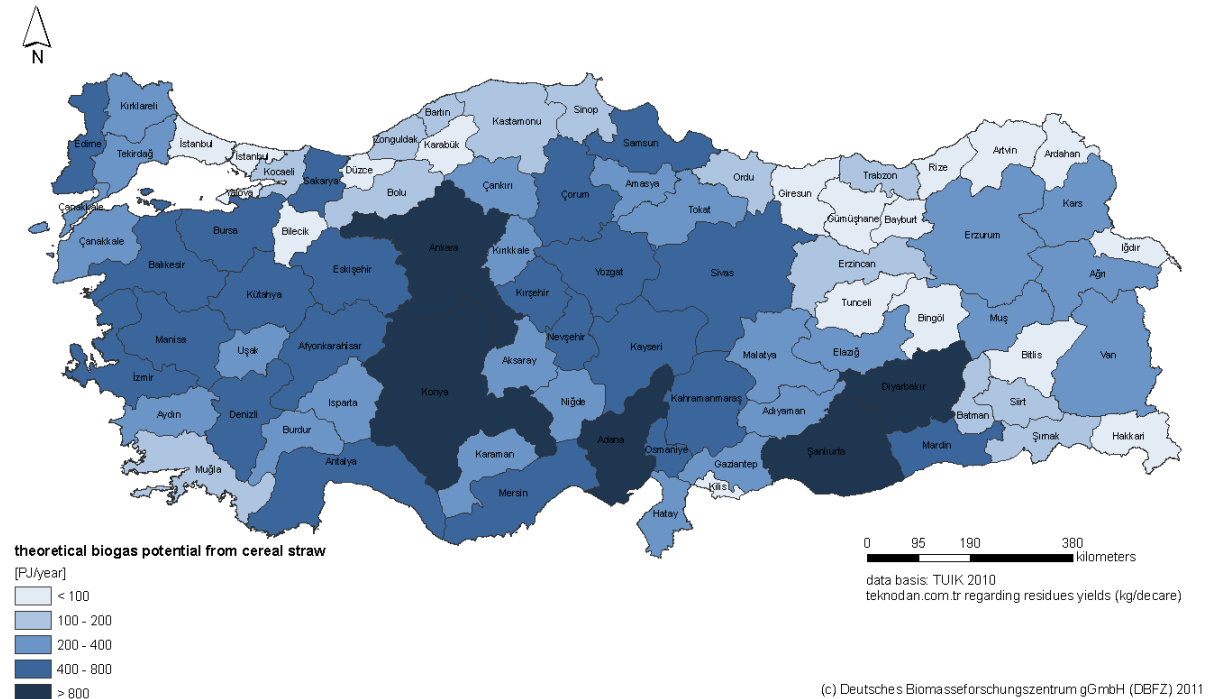 N
Kırklareli
Edirne
Tekirdağ
İstanbul
İstanbul
Kocaeli
Yalova
Sakarya
Düzce
Zonguldak
Bartın
Karabük
Kastamonu
Sinop
Samsun
Bolu
Çankırı
Çorum
Amasya
Tokat
Ordu
Giresun
Trabzon
Gümüşhane
Bayburt
Rize
Artvin
Ardahan
Kars
Iğdır
Erzurum
Ağrı
Çanakkale
Çanakkale
Balıkesir
Bursa
Bilecik
Kütahya
Eskişehir
Ankara
Kırıkkale
Kırşehir
Yozgat
Sivas
Erzincan
Tunceli
Bingöl
Muş
Bitlis
Van
Manisa
İzmir
Uşak
Afyonkarahisar
Konya
Aksaray
Nevşehir
Kayseri
Malatya
Elazığ
Diyarbakır
Batman
Siirt
Şırnak
Hakkari
Aydın
Denizli
Isparta
Burdur
Muğla
Antalya
Karaman
Niğde
Mersin
Adana
Osmaniye
Kahramanmaraş
Adıyaman
Gaziantep
Kilis
Hatay
Şanlıurfa
Mardin
theoretical biogas potential from cereal straw
[PJ/year]
< 100
100 - 200
200 - 400
400 - 800
> 800
0 95 190 380
kilometers
data basis: TUIK 2010
teknodan.com.tr regarding residues yields (kg/decare)
(c) Deutsches Biomasseforschungszentrum gGmbH (DBFZ) 2011